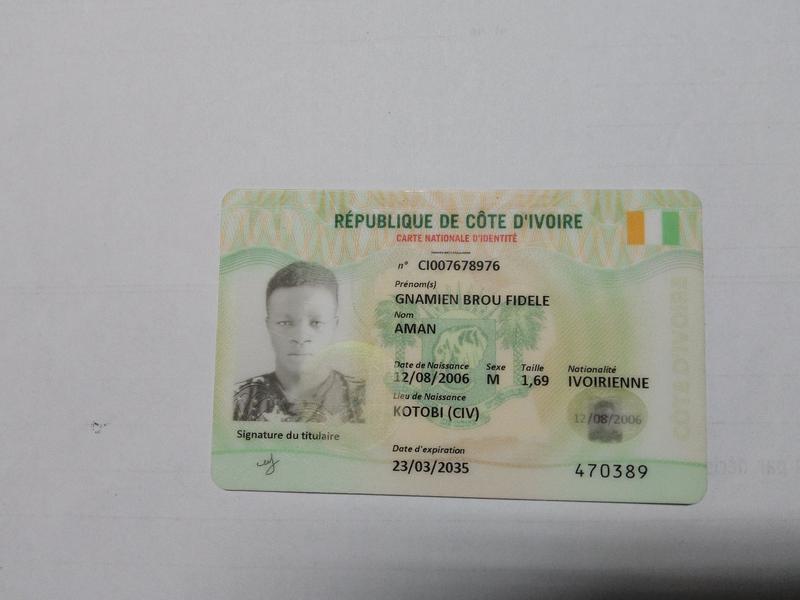 RÉPUBLIQUE DE CÔTE D'IVOIRE
CARTE NATIONALE D'IDENTITÉ
n° CI007678976
Prénom(s)
GNAMIEN BROU FIDELE
Nom
AMAN
Date de Naissance Sexe Taille Nationalité
12/08/2006 M 1,69 IVOIRIENNE
Lieu de Naissance
KOTOBI (CIV)
12/08/2006
Signature du titulaire
Date d'expiration
23/03/2035
470389